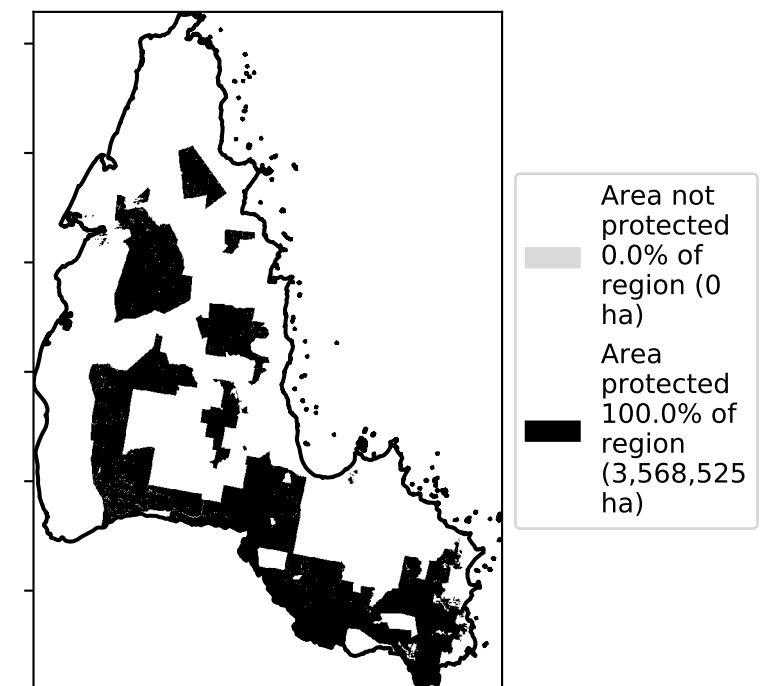 Area not
protected
0.0% of
region (0
ha)
Area
protected
100.0% of
region
(3,568,525
ha)